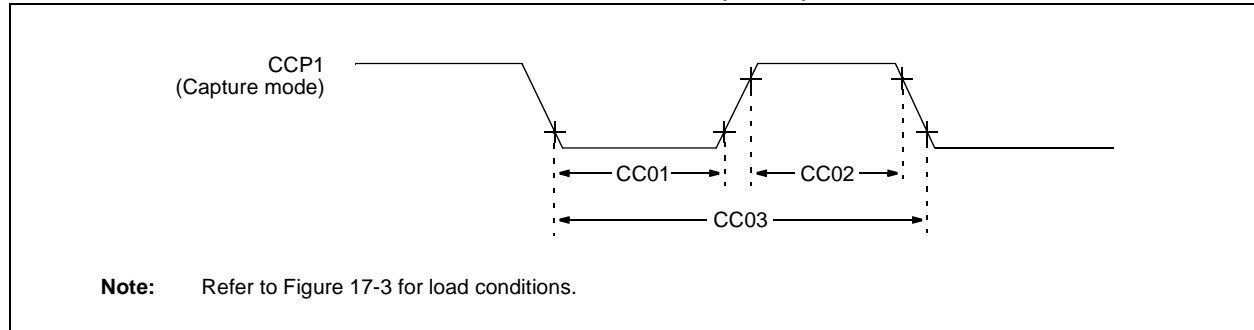 CCP1
(Capture mode)
CC01
CC02
CC03
Note: Refer to Figure 17-3 for load conditions.